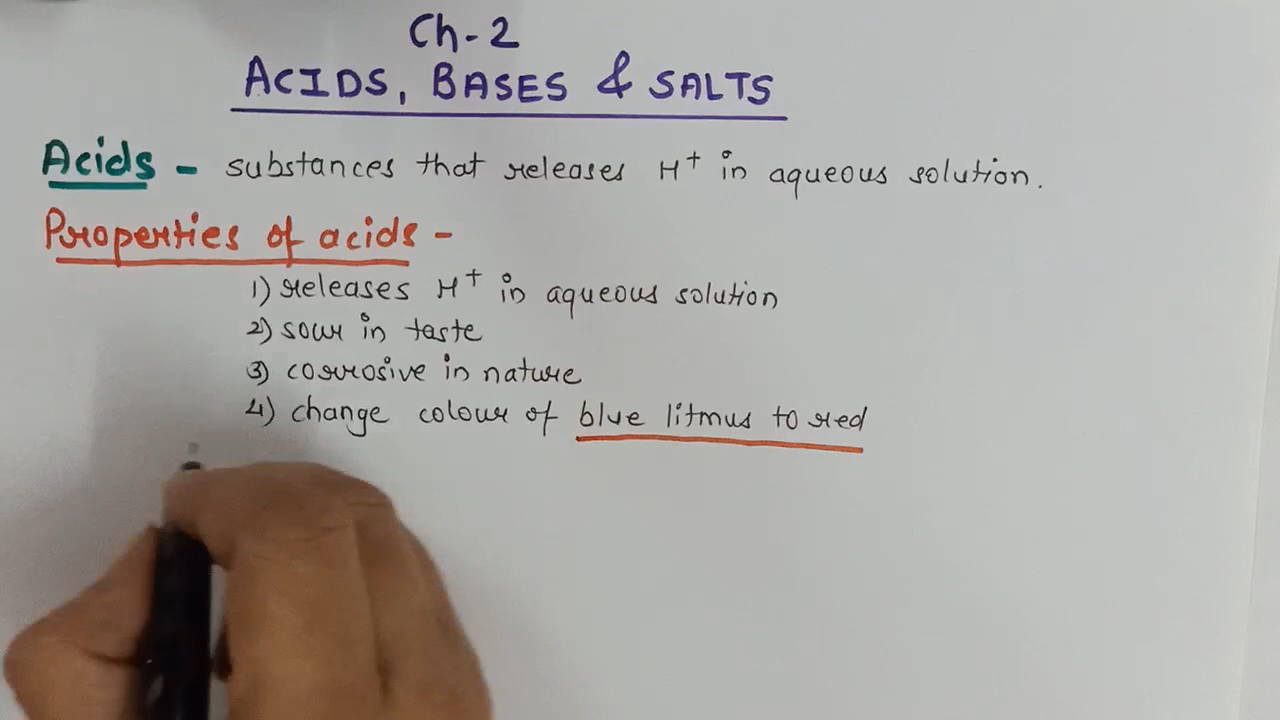 Ch-2
ACIDS, BASES & SALTS
Acids - substances that releases H⁺ in aqueous solution.
Properties of acids -
1) releases H⁺ in aqueous solution
2) sour in taste
3) corrosive in nature
4) change colour of blue litmus to red